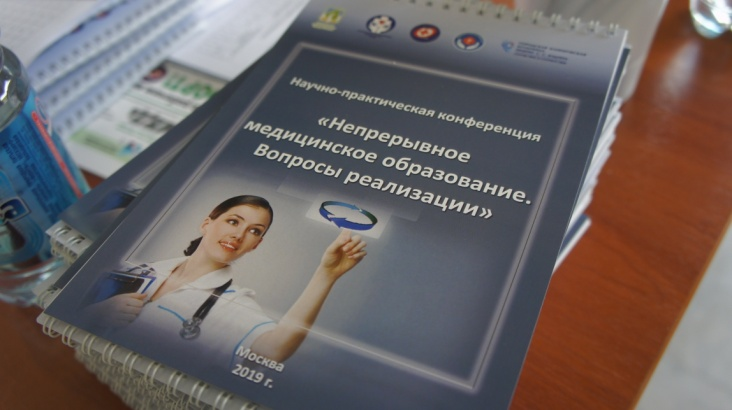 Научно-практическая конференция
«Непрерывное
медицинское образование.
Вопросы реализации»
Москва
2019 г.